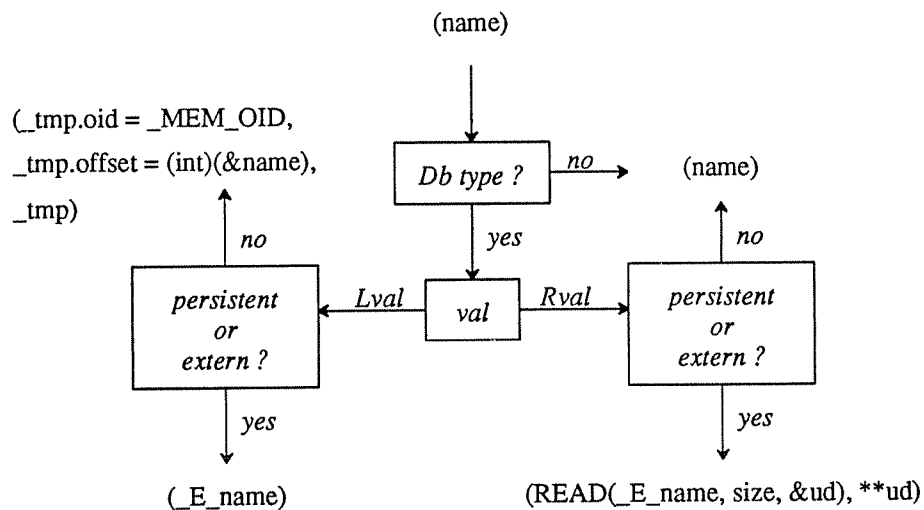 (name)
(_tmp.oid = _MEM_OID,
_tmp.offset = (int)(&name),
_tmp)
Db type ?
no
(name)
yes
no
no
persistent
or
extern ?
Lval
val
Rval
persistent
or
extern ?
yes
yes
(_E_name)
(READ(_E_name, size, &ud), **ud)